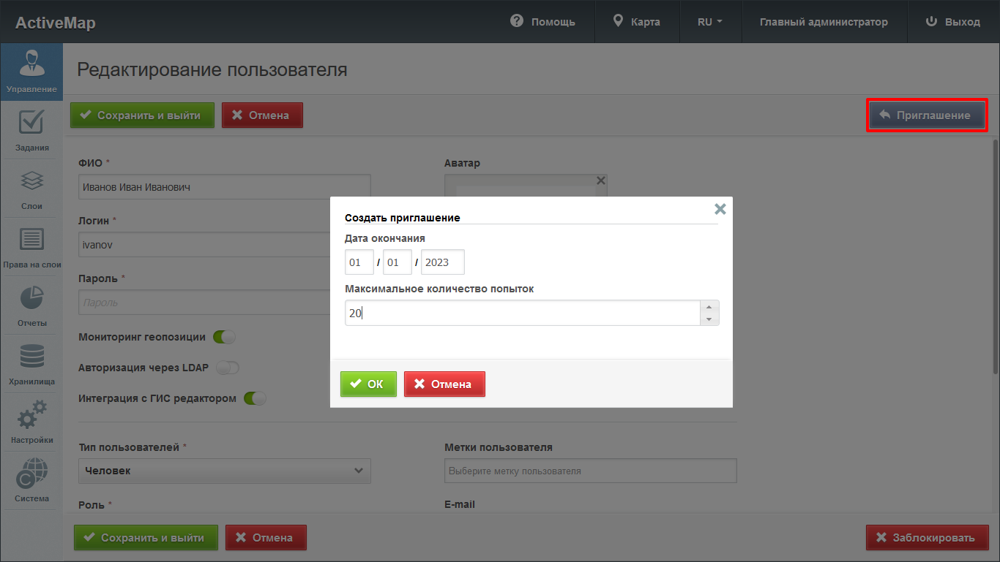 ActiveMap
Помощь
Карта
RU
Главный администратор
Выход
Управление
Задания
Слои
Права на слои
Отчеты
Хранилища
Настройки
Система
Редактирование пользователя
Сохранить и выйти
Отмена
Приглашение
ФИО *
Иванов Иван Иванович
Аватар
Логин *
ivanov
Пароль *
Пароль
Мониторинг геопозиции
Авторизация через LDAP
Интеграция с ГИС редактором
Создать приглашение
Дата окончания
01 / 01 / 2023
Максимальное количество попыток
20
ОК
Отмена
Тип пользователей *
Человек
Метки пользователя
Выберите метку пользователя
Роль *
E-mail
Сохранить и выйти
Отмена
Заблокировать